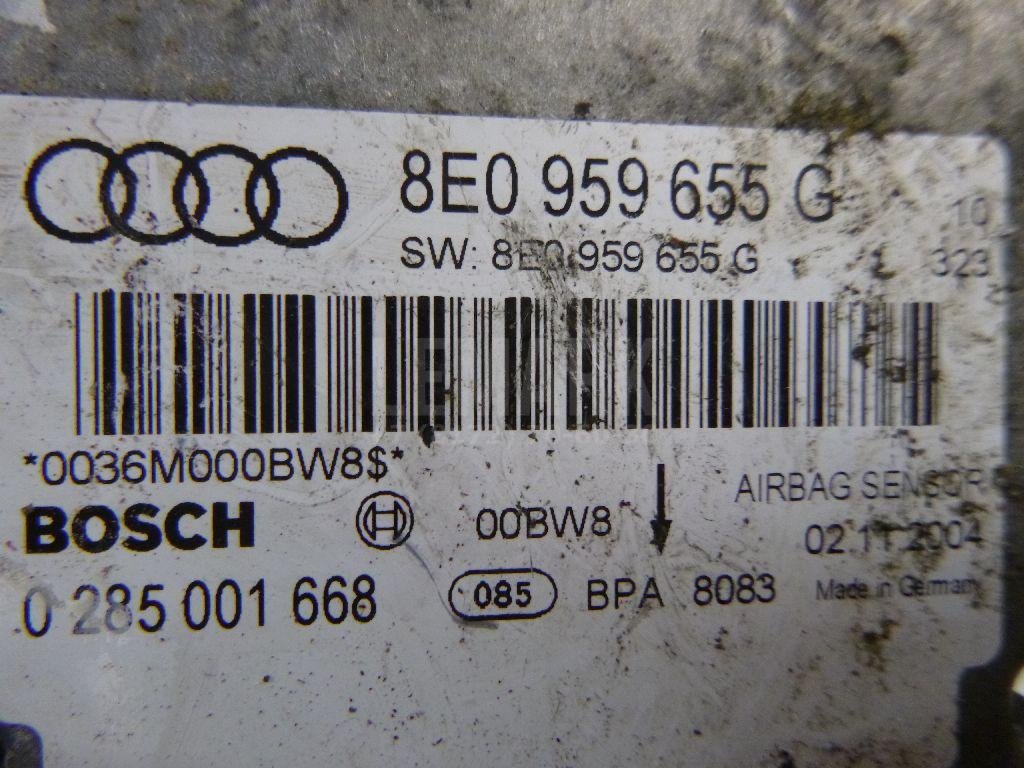 8E0 959 655 G 10
SW: 8E0 959 655 G 323
*0036M000BW8$*
AIRBAG SENSOR
BOSCH 00BW8 02.11.2004
0 285 001 668 085 BPA 8083 Made in Germany